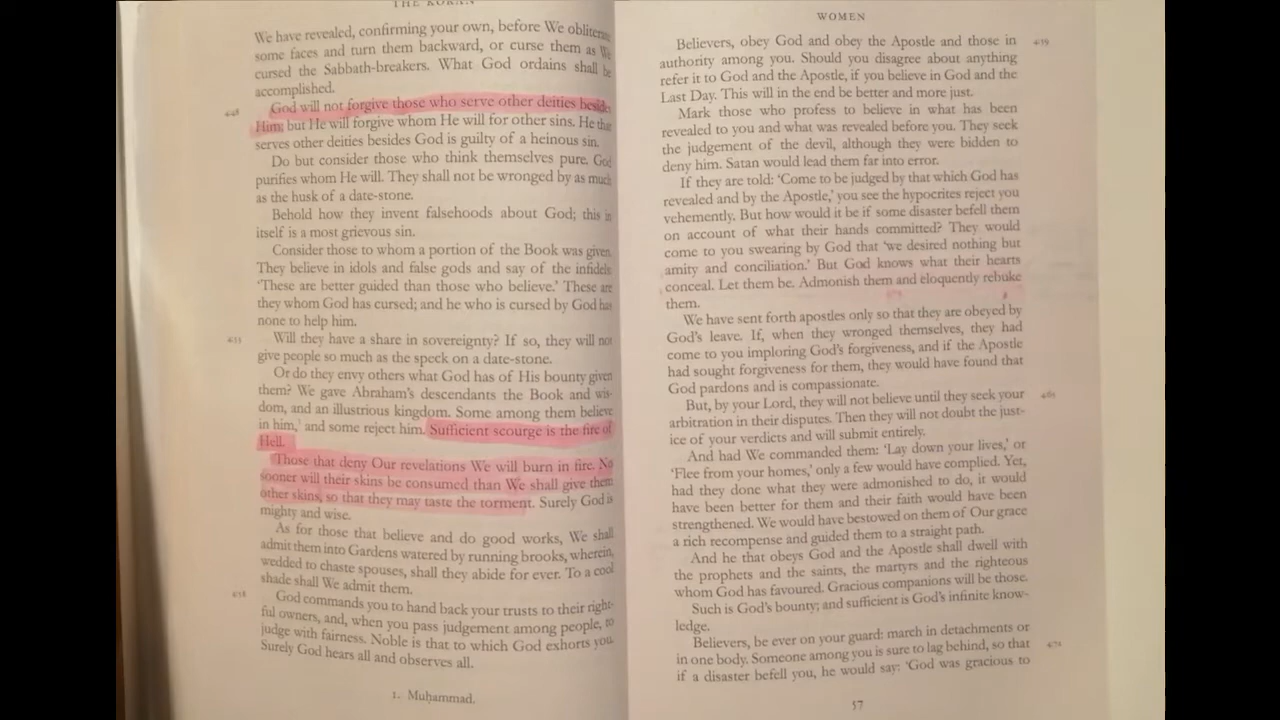 THE KORAN
We have revealed, confirming your own, before We obliterate
some faces and turn them backward, or curse them as We
cursed the Sabbath-breakers. What God ordains shall be
accomplished.
4:48 God will not forgive those who serve other deities beside
Him; but He will forgive whom He will for other sins. He that
serves other deities besides God is guilty of a heinous sin.
Do but consider those who think themselves pure. God
purifies whom He will. They shall not be wronged by as much
as the husk of a date-stone.
Behold how they invent falsehoods about God; this in
itself is a most grievous sin.
Consider those to whom a portion of the Book was given.
They believe in idols and false gods and say of the infidels:
‘These are better guided than those who believe.’ These are
they whom God has cursed; and he who is cursed by God has
none to help him.
4:53 Will they have a share in sovereignty? If so, they will not
give people so much as the speck on a date-stone.
Or do they envy others what God has of His bounty given
them? We gave Abraham's descendants the Book and wis-
dom, and an illustrious kingdom. Some among them believe
in him,¹ and some reject him. Sufficient scourge is the fire of
Hell.
Those that deny Our revelations We will burn in fire. No
sooner will their skins be consumed than We shall give them
other skins, so that they may taste the torment. Surely God is
mighty and wise.
As for those that believe and do good works, We shall
admit them into Gardens watered by running brooks, wherein,
wedded to chaste spouses, shall they abide for ever. To a cool
shade shall We admit them.
4:58 God commands you to hand back your trusts to their right-
ful owners, and, when you pass judgement among people, to
judge with fairness. Noble is that to which God exhorts you.
Surely God hears all and observes all.
1. Muḥammad.
WOMEN
Believers, obey God and obey the Apostle and those in 4:59
authority among you. Should you disagree about anything
refer it to God and the Apostle, if you believe in God and the
Last Day. This will in the end be better and more just.
Mark those who profess to believe in what has been
revealed to you and what was revealed before you. They seek
the judgement of the devil, although they were bidden to
deny him. Satan would lead them far into error.
If they are told: ‘Come to be judged by that which God has
revealed and by the Apostle,’ you see the hypocrites reject you
vehemently. But how would it be if some disaster befell them
on account of what their hands committed? They would
come to you swearing by God that ‘we desired nothing but
amity and conciliation.’ But God knows what their hearts
conceal. Let them be. Admonish them and eloquently rebuke
them.
We have sent forth apostles only so that they are obeyed by
God's leave. If, when they wronged themselves, they had
come to you imploring God's forgiveness, and if the Apostle
had sought forgiveness for them, they would have found that
God pardons and is compassionate.
But, by your Lord, they will not believe until they seek your 4:65
arbitration in their disputes. Then they will not doubt the just-
ice of your verdicts and will submit entirely.
And had We commanded them: ‘Lay down your lives,’ or
‘Flee from your homes,’ only a few would have complied. Yet,
had they done what they were admonished to do, it would
have been better for them and their faith would have been
strengthened. We would have bestowed on them of Our grace
a rich recompense and guided them to a straight path.
And he that obeys God and the Apostle shall dwell with
the prophets and the saints, the martyrs and the righteous
whom God has favoured. Gracious companions will be those.
Such is God's bounty; and sufficient is God's infinite know-
ledge.
Believers, be ever on your guard: march in detachments or 4:71
in one body. Someone among you is sure to lag behind, so that
if a disaster befell you, he would say: ‘God was gracious to
57